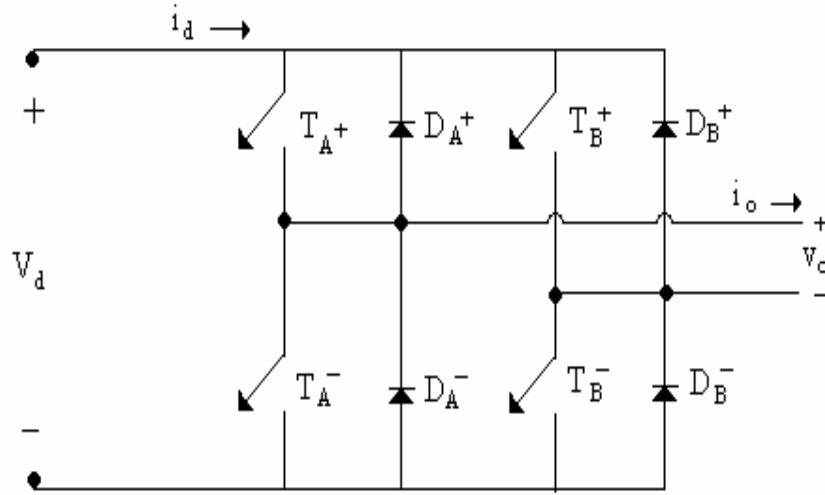 i_d →
+
T_A^+ D_A^+ T_B^+ D_B^+
i_o →
+
V_d
V_o
−
T_A^− D_A^− T_B^− D_B^−
−